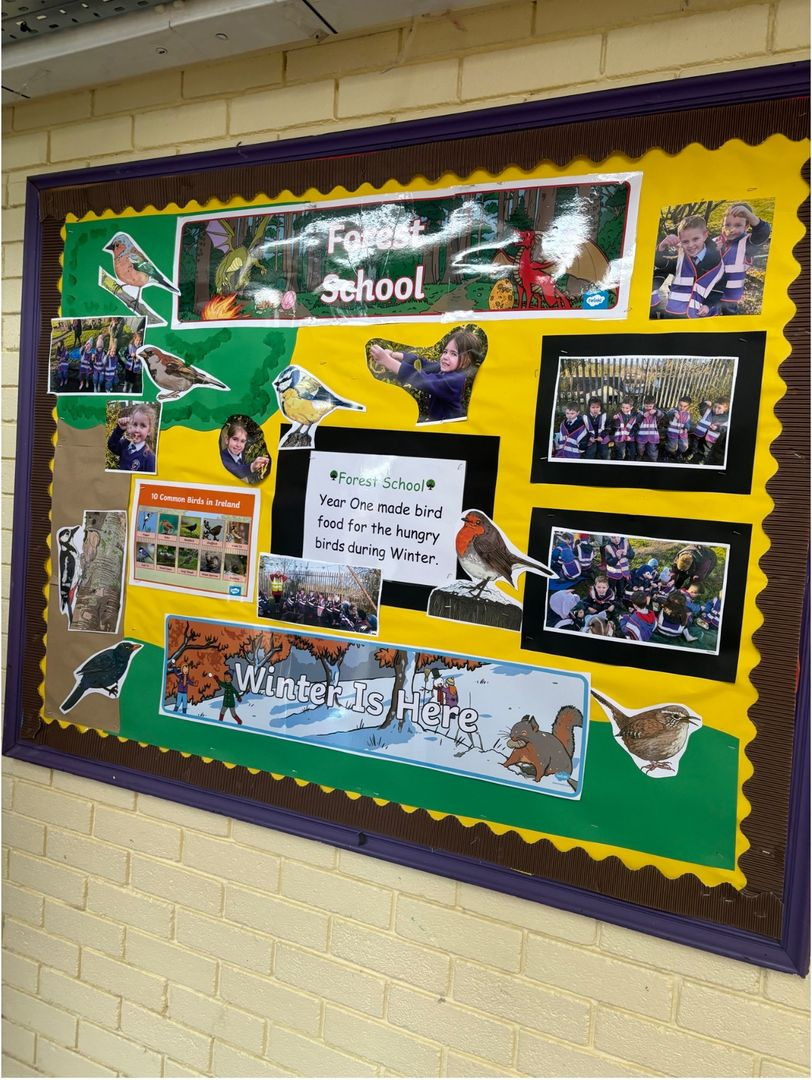 Forest
School
twinkl
10 Common Birds in Ireland
Forest School
Year One made bird
food for the hungry
birds during Winter.
Winter Is Here